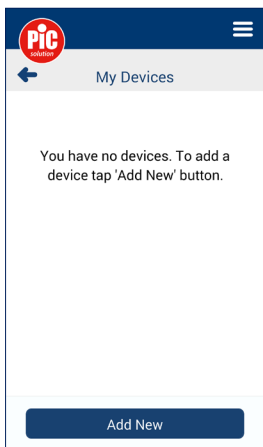 PiC
solution
My Devices
You have no devices. To add a
device tap 'Add New' button.
Add New